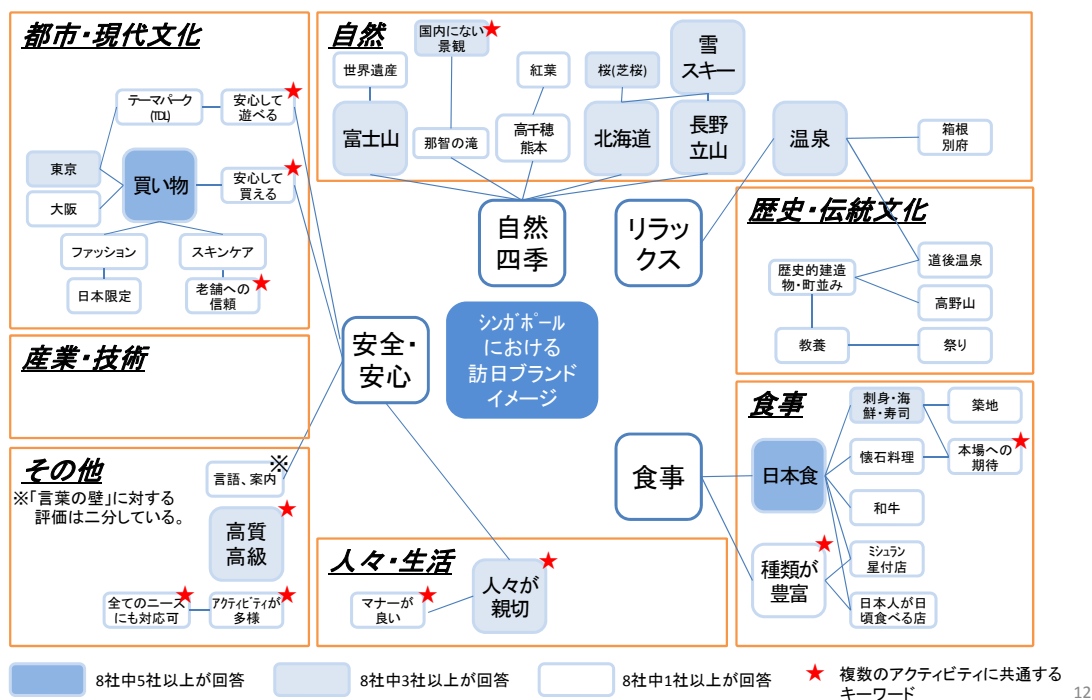 都市・現代文化
テーマパーク
(TDL)
安心して
遊べる
東京
買い物
安心して
買える
大阪
ファッション
スキンケア
日本限定
老舗への
信頼
自然
国内にない
景観
世界遺産
紅葉
桜(芝桜)
雪
スキー
富士山
那智の滝
高千穂
熊本
北海道
長野
立山
温泉
箱根
別府
自然
四季
リラッ
クス
歴史・伝統文化
歴史的建造
物・町並み
道後温泉
高野山
教養
祭り
産業・技術
安全・
安心
シンガポール
における
訪日ブランド
イメージ
食事
刺身・海
鮮・寿司
築地
食事
日本食
懐石料理
本場への
期待
和牛
種類が
豊富
ミシュラン
星付店
日本人が日
頃食べる店
その他
※
言語、案内
※「言葉の壁」に対する
評価は二分している。
高質
高級
全てのニーズ
にも対応可
アクティビティが
多様
人々・生活
マナーが
良い
人々が
親切
8社中5社以上が回答
8社中3社以上が回答
8社中1社以上が回答
★ 複数のアクティビティに共通する
キーワード
12